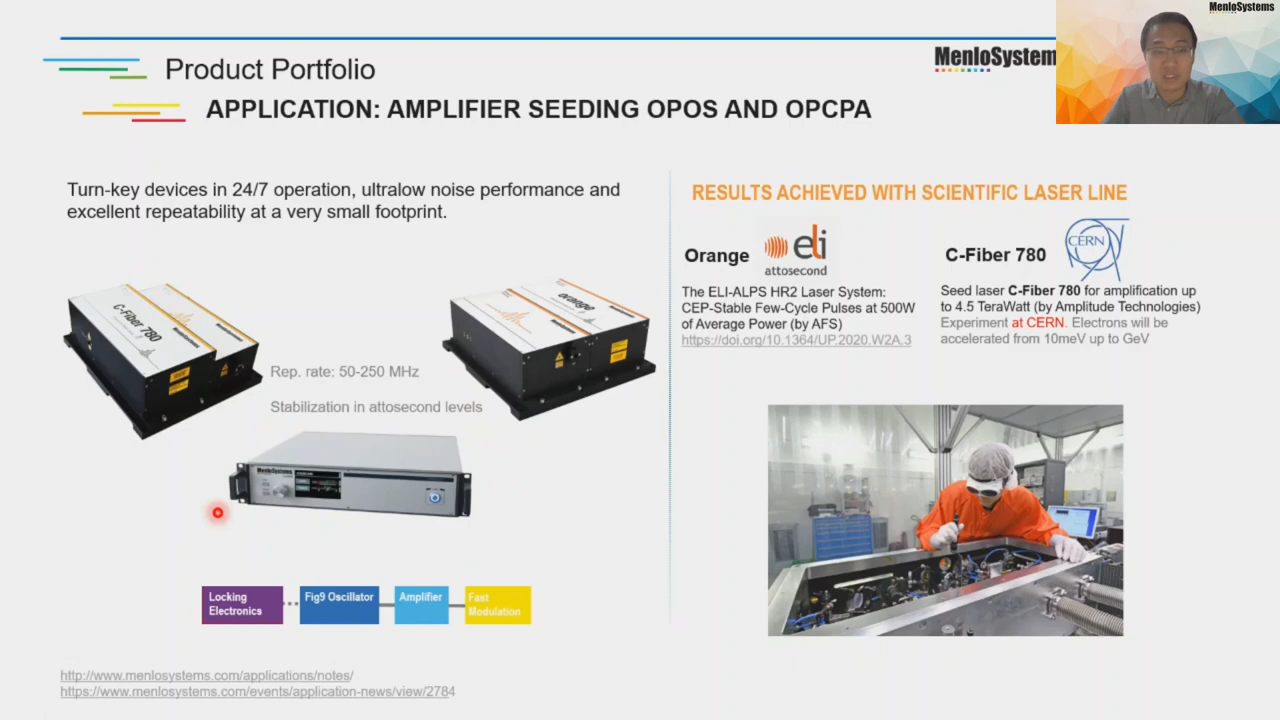 MenloSystems
Product Portfolio
MenloSystem
APPLICATION: AMPLIFIER SEEDING OPOS AND OPCPA
Turn-key devices in 24/7 operation, ultralow noise performance and
excellent repeatability at a very small footprint.
C-Fiber 780
orange
Rep. rate: 50-250 MHz
Stabilization in attosecond levels
MenloSystems
Locking
Electronics
Fig9 Oscillator
Amplifier
Fast
Modulation
http://www.menlosystems.com/applications/notes/
https://www.menlosystems.com/events/application-news/view/2784
RESULTS ACHIEVED WITH SCIENTIFIC LASER LINE
Orange
eli
attosecond
The ELI-ALPS HR2 Laser System:
CEP-Stable Few-Cycle Pulses at 500W
of Average Power (by AFS)
https://doi.org/10.1364/UP.2020.W2A.3
C-Fiber 780
CERN
Seed laser C-Fiber 780 for amplification up
to 4.5 TeraWatt (by Amplitude Technologies)
Experiment at CERN. Electrons will be
accelerated from 10meV up to GeV